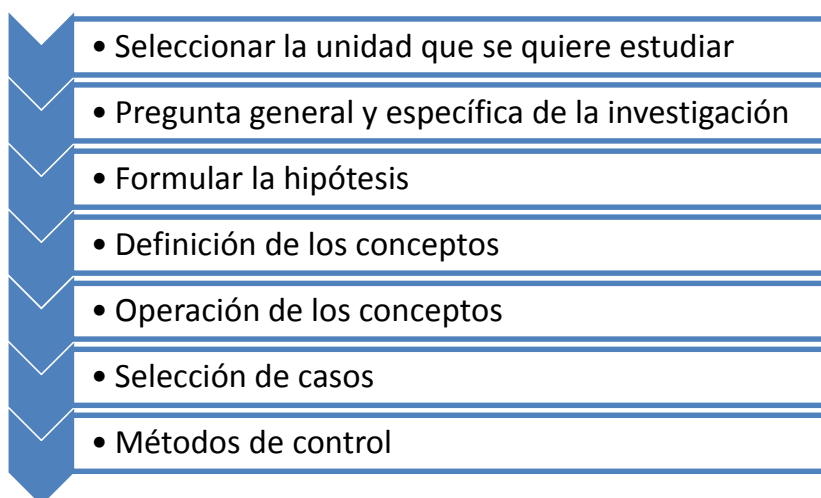 • Seleccionar la unidad que se quiere estudiar
• Pregunta general y específica de la investigación
• Formular la hipótesis
• Definición de los conceptos
• Operación de los conceptos
• Selección de casos
• Métodos de control